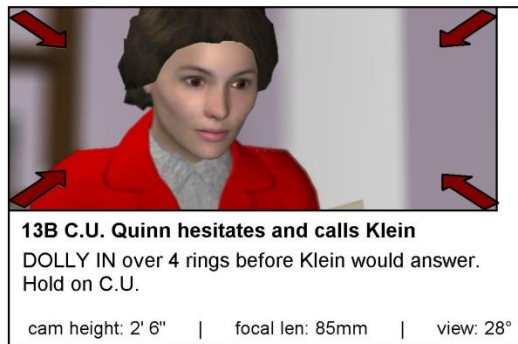 13B C.U. Quinn hesitates and calls Klein
DOLLY IN over 4 rings before Klein would answer.
Hold on C.U.
cam height: 2' 6" | focal len: 85mm | view: 28°